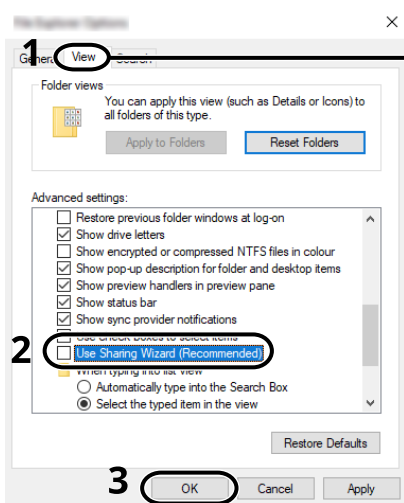 1
General View Search
Folder views
You can apply this view (such as Details or Icons) to
all folders of this type.
Apply to Folders Reset Folders
Advanced settings:
Restore previous folder windows at log-on
Show drive letters
Show encrypted or compressed NTFS files in colour
Show pop-up description for folder and desktop items
Show preview handlers in preview pane
Show status bar
Show sync provider notifications
Use check boxes to select items
2
Use Sharing Wizard (Recommended)
When typing into list view
Automatically type into the Search Box
Select the typed item in the view
Restore Defaults
3
OK Cancel Apply